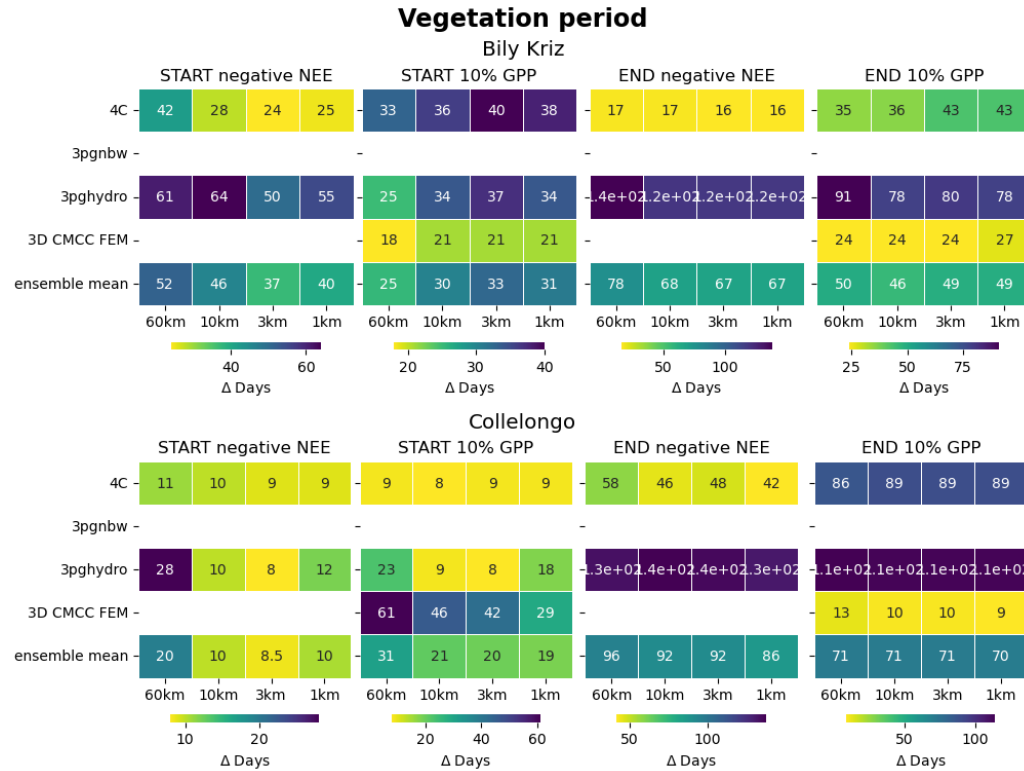 Vegetation period
Bily Kriz
START negative NEE START 10% GPP END negative NEE END 10% GPP
4C 42 28 24 25 33 36 40 38 17 17 16 16 35 36 43 43
3pgnbw
3pghydro 61 64 50 55 25 34 37 34 1.4e+02 1.2e+02 1.2e+02 1.2e+02 91 78 80 78
3D CMCC FEM 18 21 21 21 24 24 24 27
ensemble mean 52 46 37 40 25 30 33 31 78 68 67 67 50 46 49 49
60km 10km 3km 1km 60km 10km 3km 1km 60km 10km 3km 1km 60km 10km 3km 1km
40 60 20 30 40 50 100 25 50 75
Δ Days Δ Days Δ Days Δ Days
Collelongo
START negative NEE START 10% GPP END negative NEE END 10% GPP
4C 11 10 9 9 9 8 9 9 58 46 48 42 86 89 89 89
3pgnbw
3pghydro 28 10 8 12 23 9 8 18 1.3e+02 1.4e+02 1.4e+02 1.3e+02 1.1e+02 1.1e+02 1.1e+02 1.1e+02
3D CMCC FEM 61 46 42 29 13 10 10 9
ensemble mean 20 10 8.5 10 31 21 20 19 96 92 92 86 71 71 71 70
60km 10km 3km 1km 60km 10km 3km 1km 60km 10km 3km 1km 60km 10km 3km 1km
10 20 20 40 60 50 100 50 100
Δ Days Δ Days Δ Days Δ Days